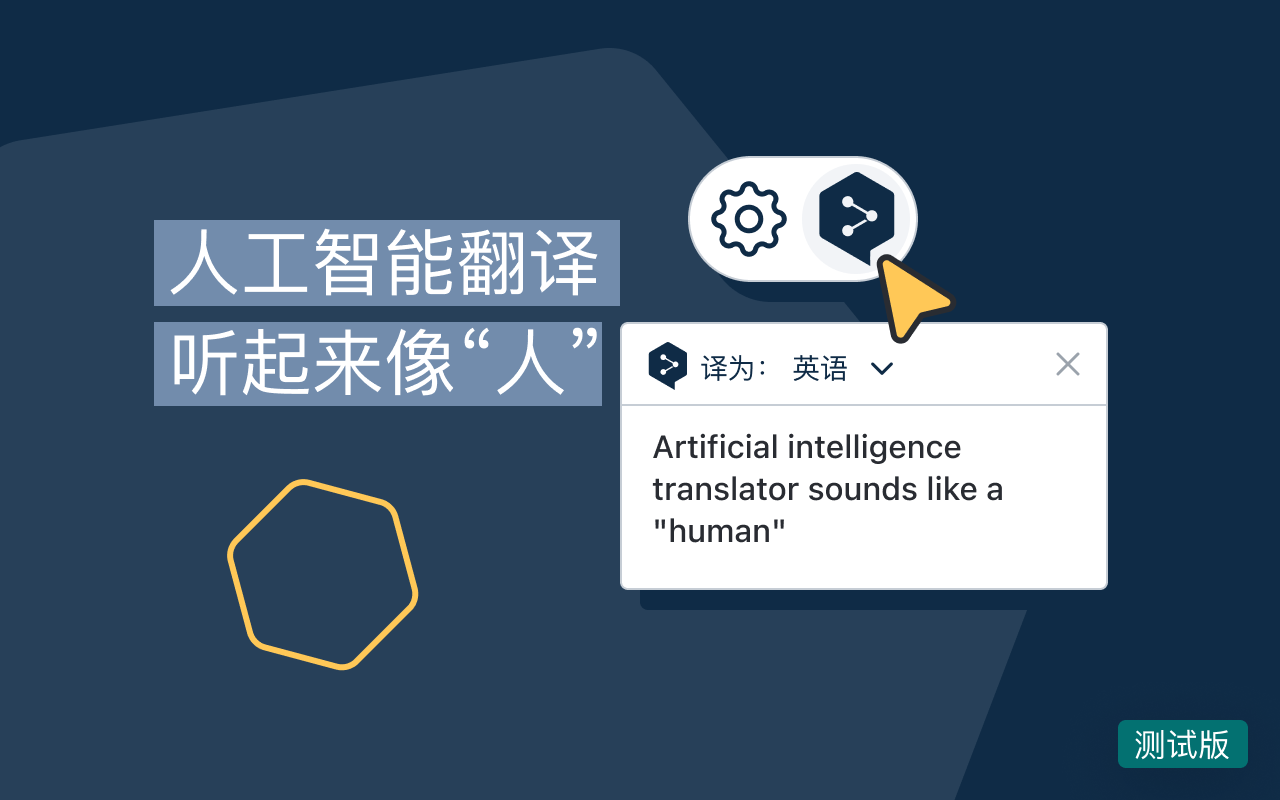 人工智能翻译
听起来像“人”
译为： 英语
Artificial intelligence
translator sounds like a
"human"
测试版